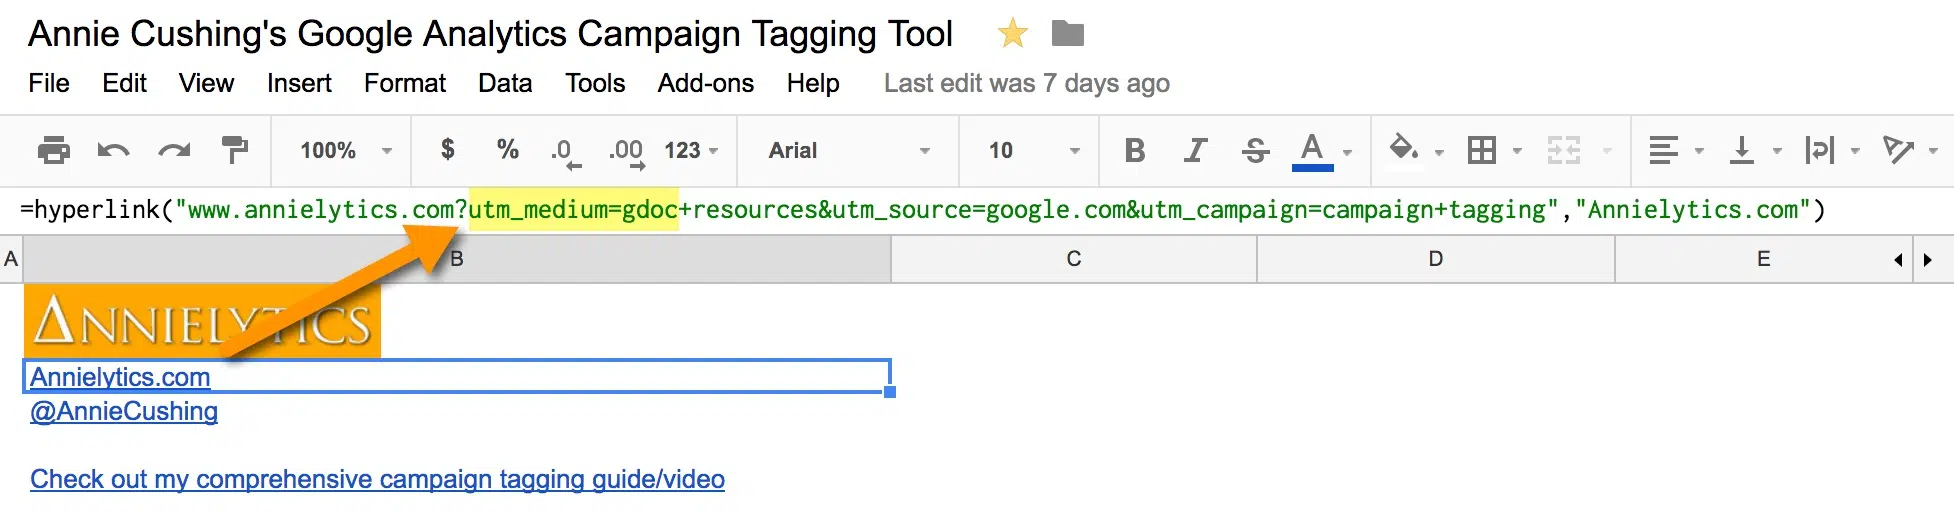 Annie Cushing's Google Analytics Campaign Tagging Tool
File Edit View Insert Format Data Tools Add-ons Help Last edit was 7 days ago
100% $ % .0 .00 123 Arial 10 B I S A
=hyperlink("www.annielytics.com?utm_medium=gdoc+resources&utm_source=google.com&utm_campaign=campaign+tagging","Annielytics.com")
A B C D E
ANNIELYTICS
Annielytics.com
@AnnieCushing
Check out my comprehensive campaign tagging guide/video